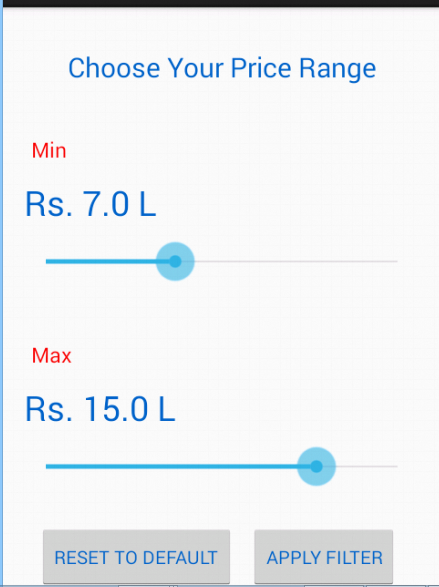 Choose Your Price Range
Min
Rs. 7.0 L
Max
Rs. 15.0 L
RESET TO DEFAULT
APPLY FILTER